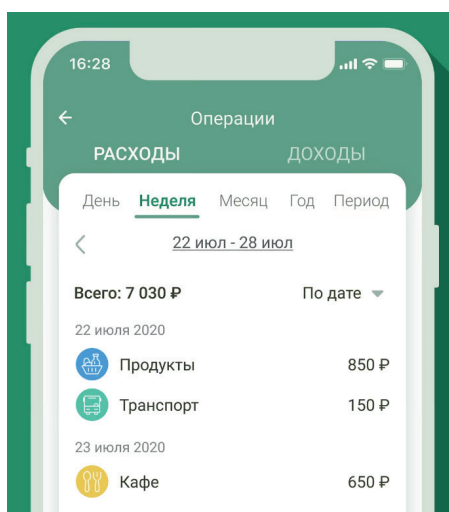 16:28
Операции
РАСХОДЫ ДОХОДЫ
День Неделя Месяц Год Период
22 июл - 28 июл
Всего: 7 030 ₽ По дате
22 июля 2020
Продукты 850 ₽
Транспорт 150 ₽
23 июля 2020
Кафе 650 ₽